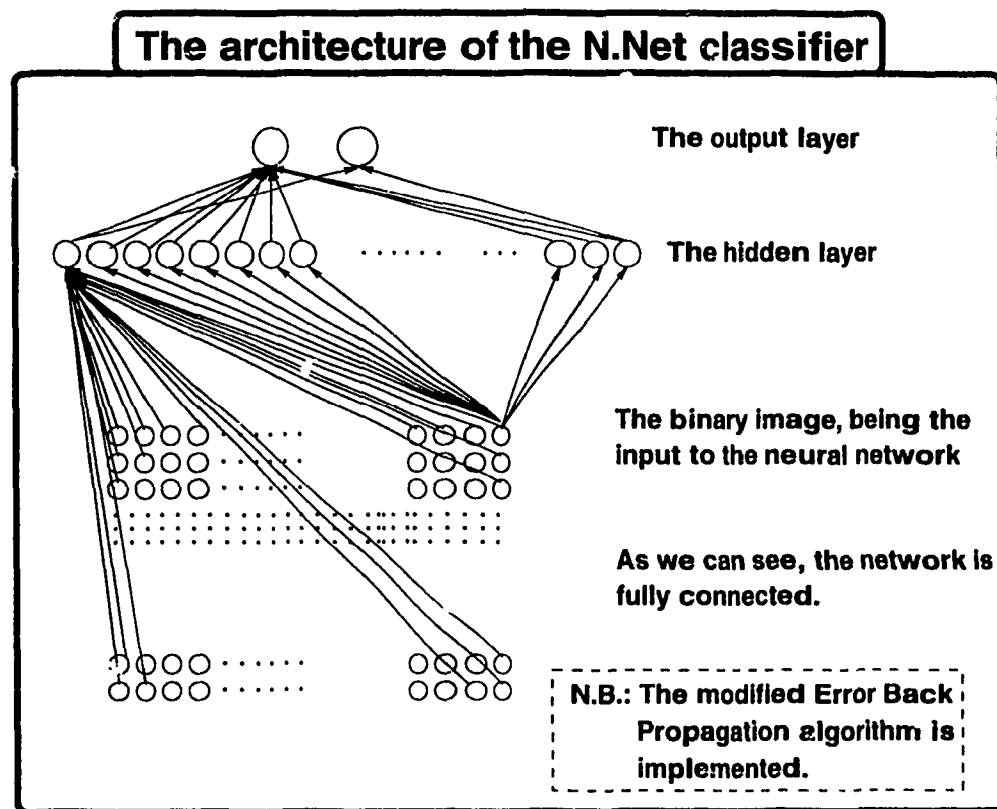 The architecture of the N.Net classifier
The output layer
The hidden layer
The binary image, being the
input to the neural network
As we can see, the network is
fully connected.
N.B.: The modified Error Back
Propagation algorithm is
implemented.